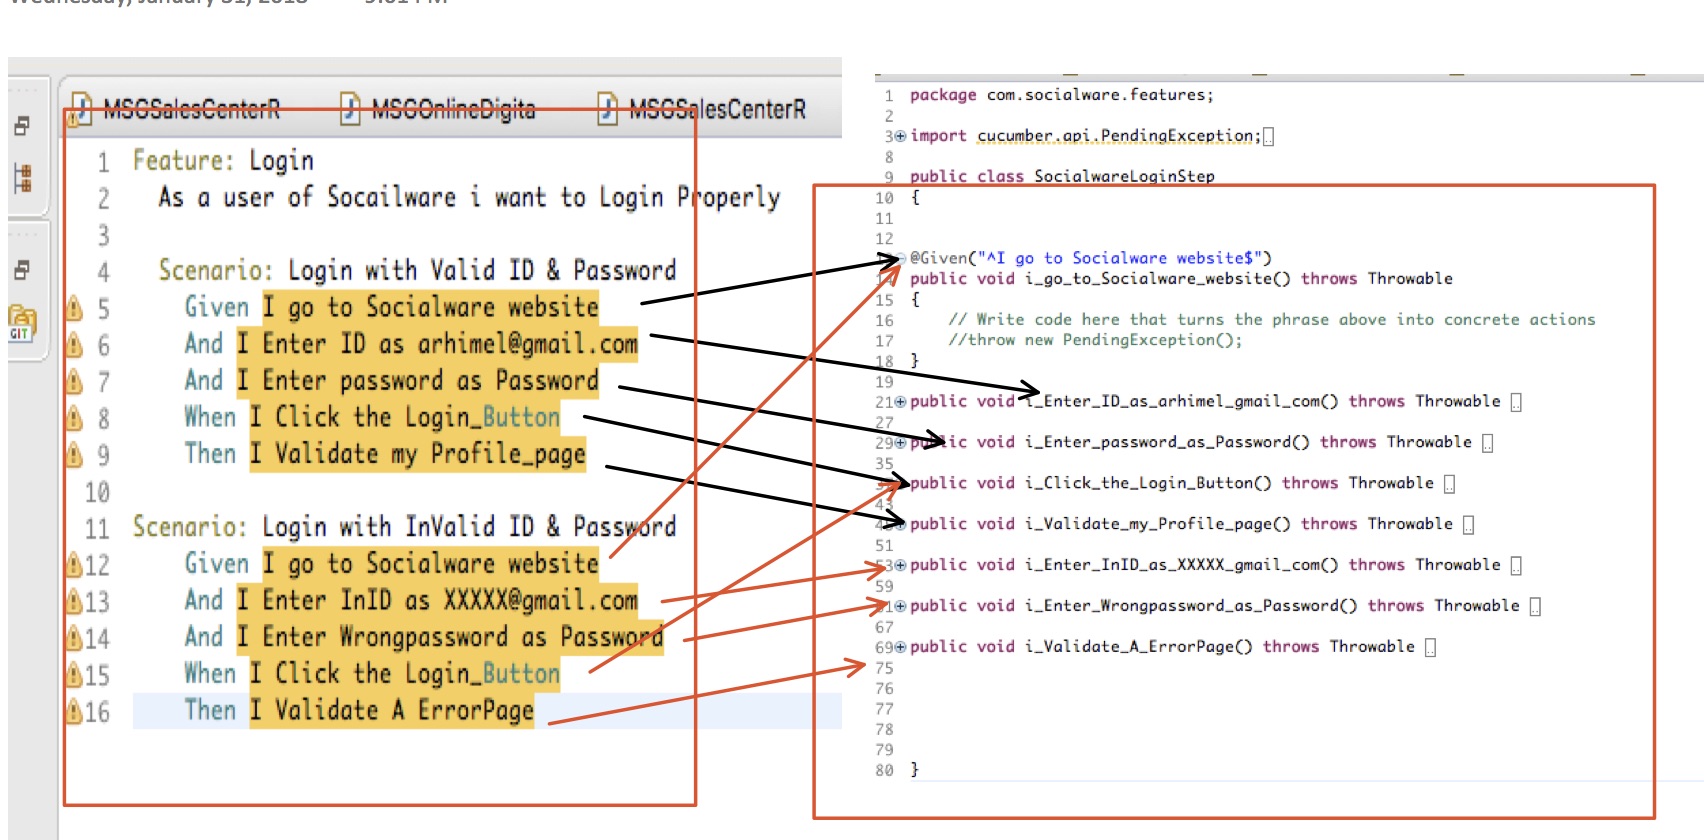 Wednesday, January 31, 2018 9:01 PM
MSGSalesCenterR MSGOnlineDigita MSGSalesCenterR
1 Feature: Login
2 As a user of Socailware i want to Login Properly
3
4 Scenario: Login with Valid ID & Password
5 Given I go to Socialware website
6 And I Enter ID as arhimel@gmail.com
7 And I Enter password as Password
8 When I Click the Login_Button
9 Then I Validate my Profile_page
10
11 Scenario: Login with InValid ID & Password
12 Given I go to Socialware website
13 And I Enter InID as XXXXX@gmail.com
14 And I Enter Wrongpassword as Password
15 When I Click the Login_Button
16 Then I Validate A ErrorPage
GIT
1 package com.socialware.features;
2
3 import cucumber.api.PendingException;
8
9 public class SocialwareLoginStep
10 {
11
12
@Given("^I go to Socialware website$")
public void i_go_to_Socialware_website() throws Throwable
15 {
16 // Write code here that turns the phrase above into concrete actions
17 //throw new PendingException();
18 }
19
21 public void i_Enter_ID_as_arhimel_gmail_com() throws Throwable
27
29 public void i_Enter_password_as_Password() throws Throwable
35
public void i_Click_the_Login_Button() throws Throwable
43
public void i_Validate_my_Profile_page() throws Throwable
51
53 public void i_Enter_InID_as_XXXXX_gmail_com() throws Throwable
59
61 public void i_Enter_Wrongpassword_as_Password() throws Throwable
67
69 public void i_Validate_A_ErrorPage() throws Throwable
75
76
77
78
79
80 }